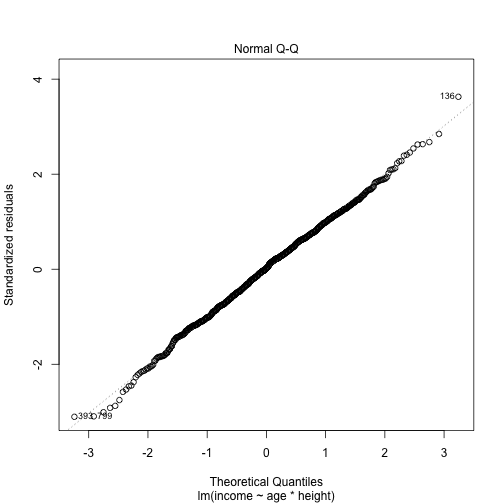 Normal Q-Q
4
2
0
-2
Standardized residuals
136
393 799
-3 -2 -1 0 1 2 3
Theoretical Quantiles
lm(income ~ age * height)